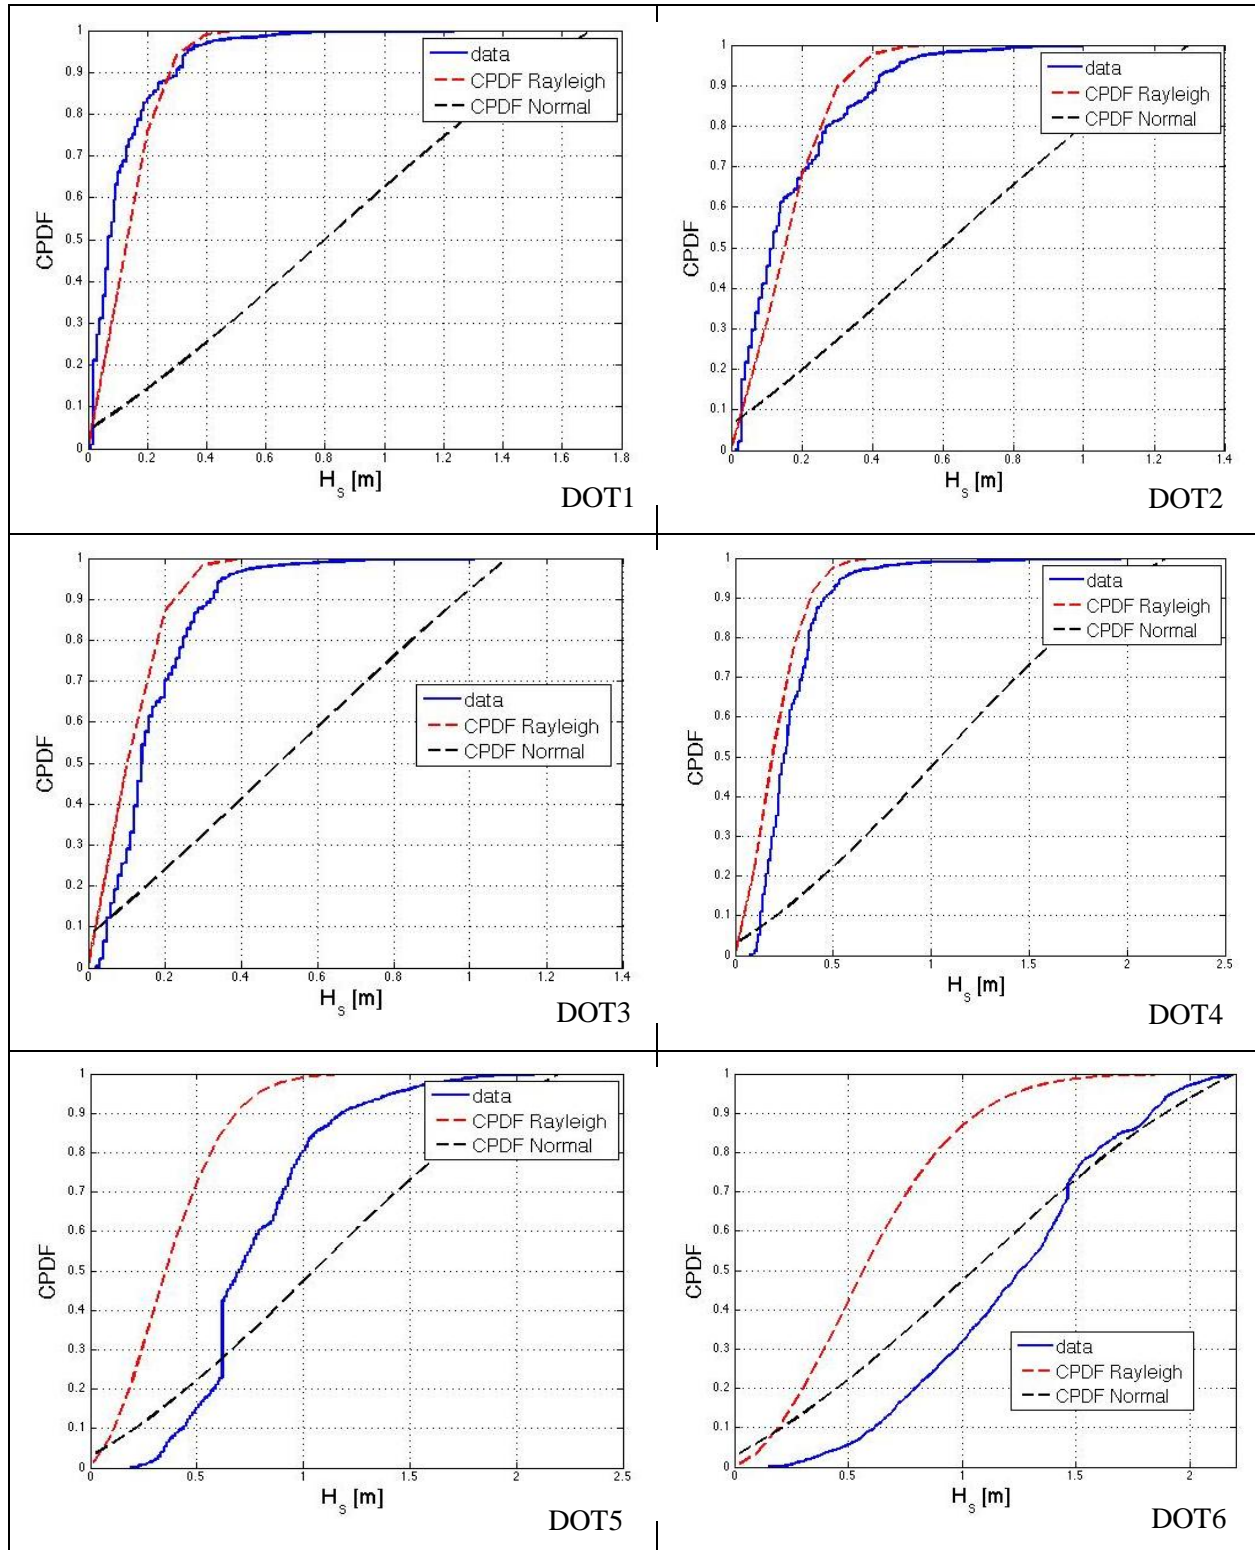 1
0.9
0.8
0.7
0.6
0.5
0.4
0.3
0.2
0.1
0
CPDF
0 0.2 0.4 0.6 0.8 1 1.2 1.4 1.6 1.8
H_s [m]
data
CPDF Rayleigh
CPDF Normal
DOT1
1
0.9
0.8
0.7
0.6
0.5
0.4
0.3
0.2
0.1
0
CPDF
0 0.2 0.4 0.6 0.8 1 1.2 1.4
H_s [m]
data
CPDF Rayleigh
CPDF Normal
DOT2
1
0.9
0.8
0.7
0.6
0.5
0.4
0.3
0.2
0.1
0
CPDF
0 0.2 0.4 0.6 0.8 1 1.2 1.4
H_s [m]
data
CPDF Rayleigh
CPDF Normal
DOT3
1
0.9
0.8
0.7
0.6
0.5
0.4
0.3
0.2
0.1
0
CPDF
0 0.5 1 1.5 2 2.5
H_s [m]
data
CPDF Rayleigh
CPDF Normal
DOT4
1
0.9
0.8
0.7
0.6
0.5
0.4
0.3
0.2
0.1
0
CPDF
0 0.5 1 1.5 2 2.5
H_s [m]
data
CPDF Rayleigh
CPDF Normal
DOT5
1
0.9
0.8
0.7
0.6
0.5
0.4
0.3
0.2
0.1
0
CPDF
0 0.5 1 1.5 2
H_s [m]
data
CPDF Rayleigh
CPDF Normal
DOT6